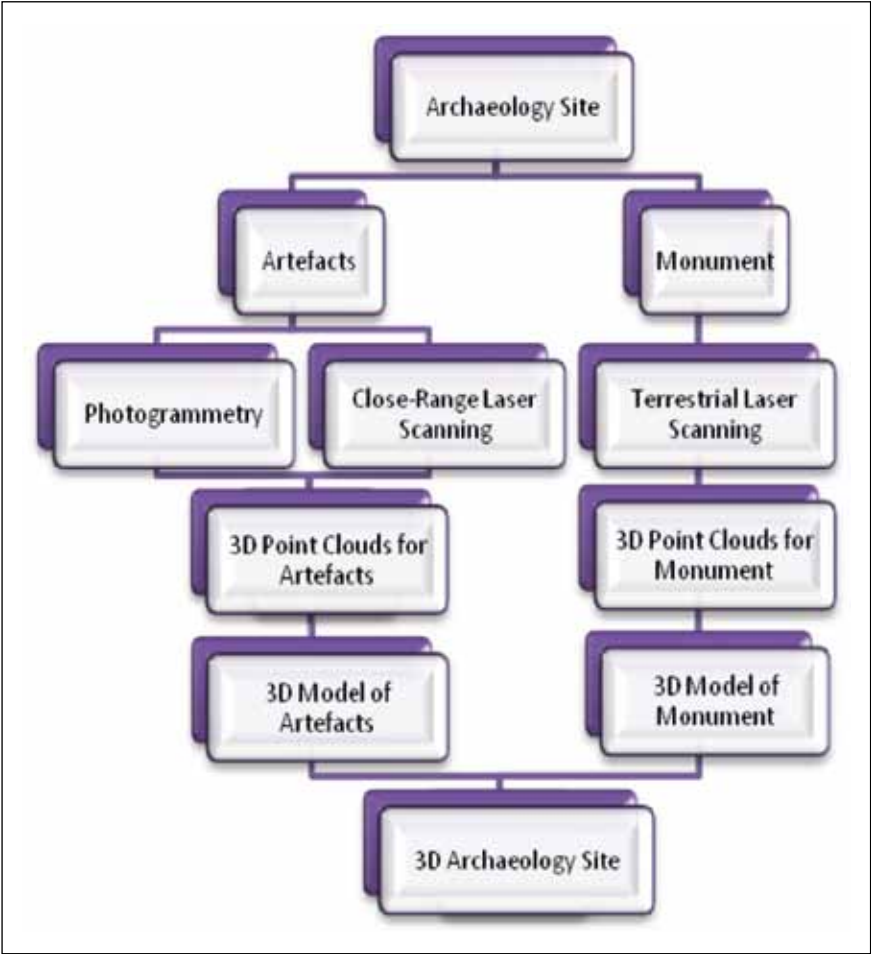 Archaeology Site
Artefacts
Monument
Photogrammetry
Close-Range Laser
Scanning
Terrestrial Laser
Scanning
3D Point Clouds for
Artefacts
3D Point Clouds for
Monument
3D Model of
Artefacts
3D Model of
Monument
3D Archaeology Site